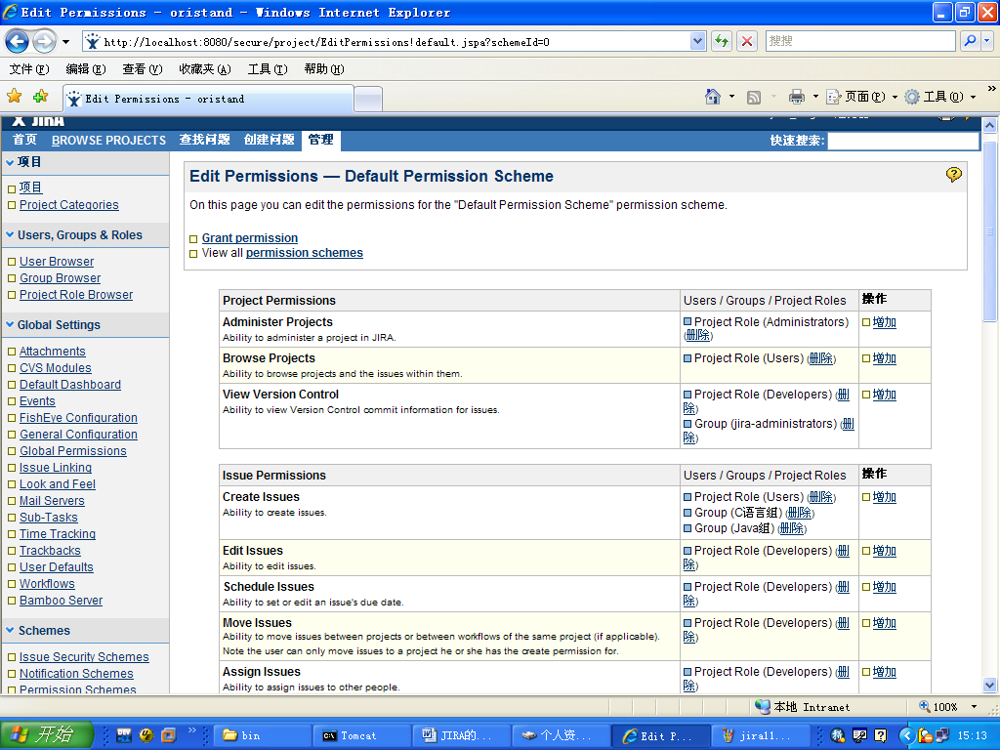 Edit Permissions - oristand - Windows Internet Explorer
http://localhost:8080/secure/project/EditPermissions!default.jspa?schemeId=0
搜搜
文件(F) 编辑(E) 查看(V) 收藏夹(A) 工具(T) 帮助(H)
Edit Permissions - oristand
页面(P) 工具(O)
JIRA
首页 BROWSE PROJECTS 查找问题 创建问题 管理 快速搜索:
项目
项目
Project Categories
Users, Groups & Roles
User Browser
Group Browser
Project Role Browser
Global Settings
Attachments
CVS Modules
Default Dashboard
Events
FishEye Configuration
General Configuration
Global Permissions
Issue Linking
Look and Feel
Mail Servers
Sub-Tasks
Time Tracking
Trackbacks
User Defaults
Workflows
Bamboo Server
Schemes
Issue Security Schemes
Notification Schemes
Permission Schemes
Edit Permissions — Default Permission Scheme
On this page you can edit the permissions for the "Default Permission Scheme" permission scheme.
Grant permission
View all permission schemes
Project Permissions Users / Groups / Project Roles 操作
Administer Projects
Ability to administer a project in JIRA.
Project Role (Administrators)
(删除)
增加
Browse Projects
Ability to browse projects and the issues within them.
Project Role (Users) (删除)
增加
View Version Control
Ability to view Version Control commit information for issues.
Project Role (Developers) (删
除)
Group (jira-administrators) (删
除)
增加
Issue Permissions Users / Groups / Project Roles 操作
Create Issues
Ability to create issues.
Project Role (Users) (删除)
Group (C语言组) (删除)
Group (Java组) (删除)
增加
Edit Issues
Ability to edit issues.
Project Role (Developers) (删
除)
增加
Schedule Issues
Ability to set or edit an issue's due date.
Project Role (Developers) (删
除)
增加
Move Issues
Ability to move issues between projects or between workflows of the same project (if applicable).
Note the user can only move issues to a project he or she has the create permission for.
Project Role (Developers) (删
除)
增加
Assign Issues
Ability to assign issues to other people.
Project Role (Developers) (删
除)
增加
本地 Intranet 100%
开始 bin Tomcat JIRA的... 个人资... Edit P... jira11... 15:13